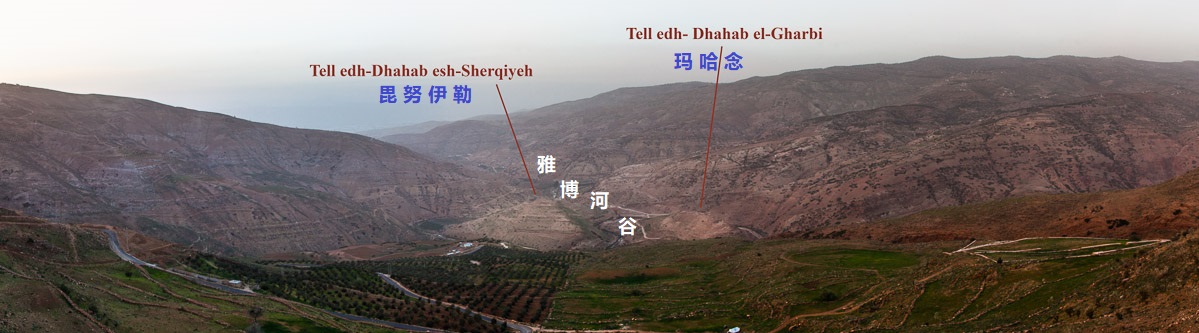 Tell edh- Dhahab el-Gharbi
玛哈念
Tell edh-Dhahab esh-Sherqiyeh
毘努伊勒
雅博河谷